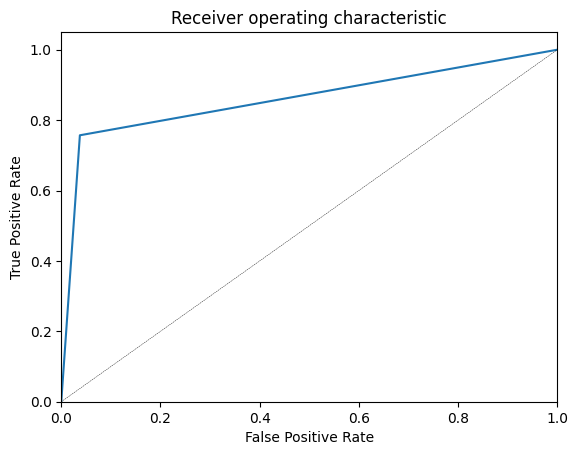 Receiver operating characteristic
True Positive Rate
1.0
0.8
0.6
0.4
0.2
0.0
0.0 0.2 0.4 0.6 0.8 1.0
False Positive Rate